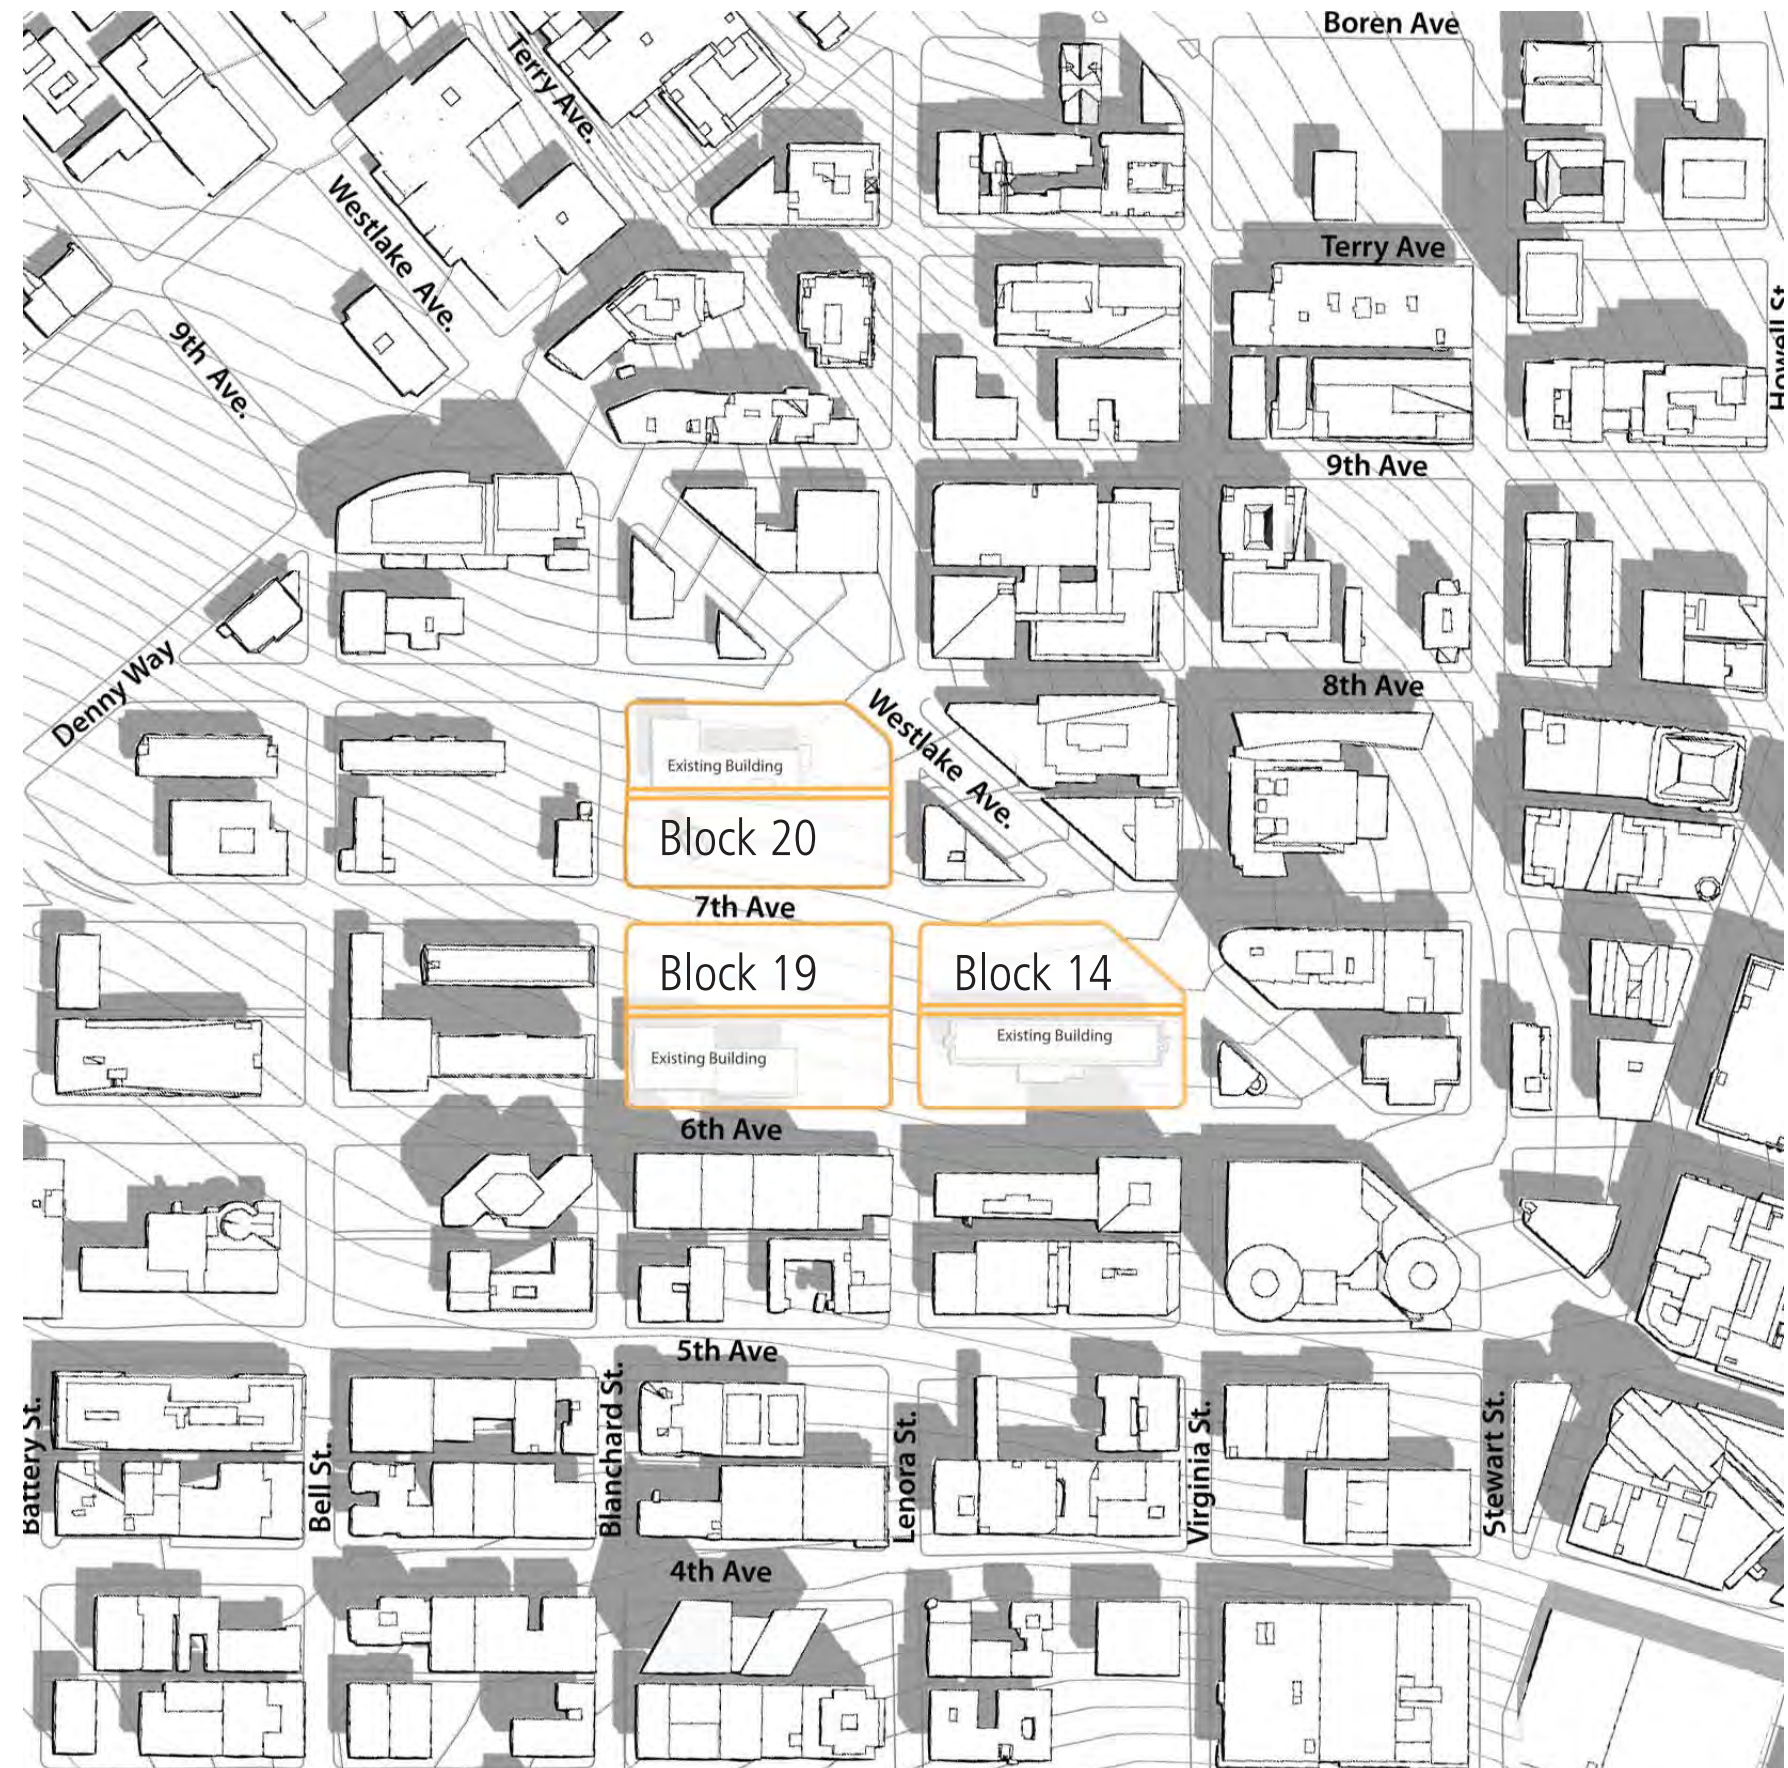 Boren Ave
Terry Ave.
Terry Ave
Westlake Ave.
Howell St.
9th Ave.
9th Ave
Denny Way
8th Ave
Westlake Ave.
Existing Building
Block 20
7th Ave
Block 19
Block 14
Existing Building
Existing Building
6th Ave
5th Ave
Battery St.
Bell St.
Blanchard St.
Lenora St.
Virginia St.
Stewart St.
4th Ave